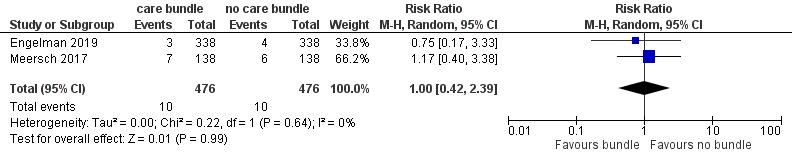 care bundle no care bundle Risk Ratio Risk Ratio
Study or Subgroup Events Total Events Total Weight M-H, Random, 95% CI M-H, Random, 95% CI
Engelman 2019 3 338 4 338 33.8% 0.75 [0.17, 3.33]
Meersch 2017 7 138 6 138 66.2% 1.17 [0.40, 3.38]
Total (95% CI) 476 476 100.0% 1.00 [0.42, 2.39]
Total events 10 10
Heterogeneity: Tau² = 0.00; Chi² = 0.22, df = 1 (P = 0.64); I² = 0%
Test for overall effect: Z = 0.01 (P = 0.99)
0.01 0.1 1 10 100
Favours bundle Favours no bundle